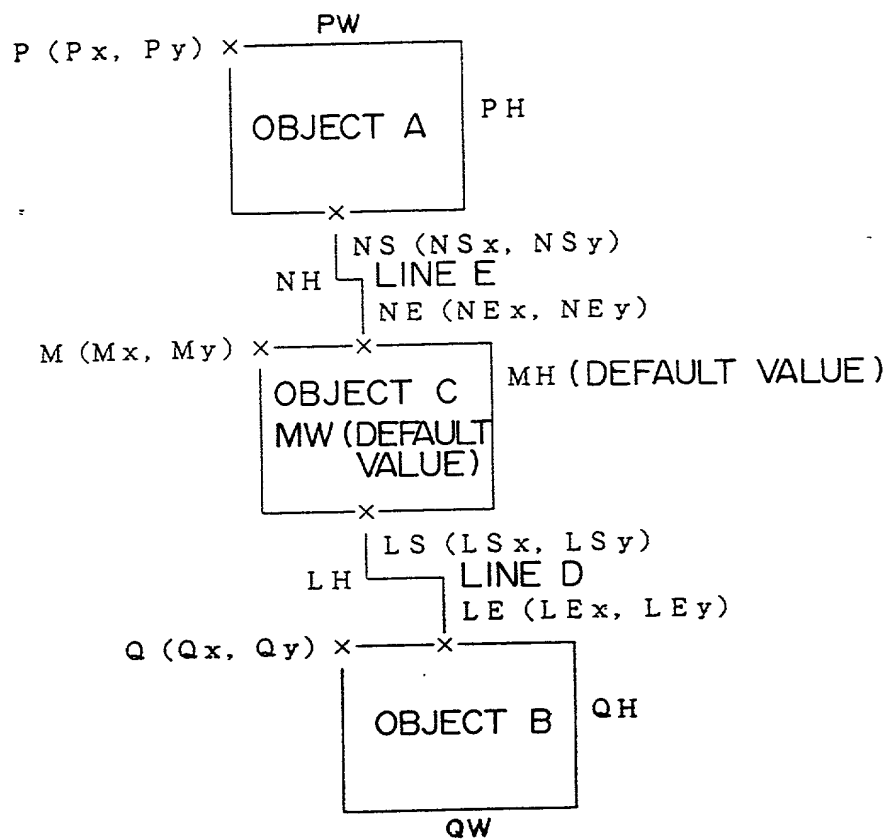 PW
P (Px, Py)
OBJECT A
PH
NS (NSx, NSy)
NH
LINE E
NE (NEx, NEy)
M (Mx, My)
MH (DEFAULT VALUE)
OBJECT C
MW (DEFAULT
VALUE)
LS (LSx, LSy)
LH
LINE D
LE (LEx, LEy)
Q (Qx, Qy)
OBJECT B
QH
QW